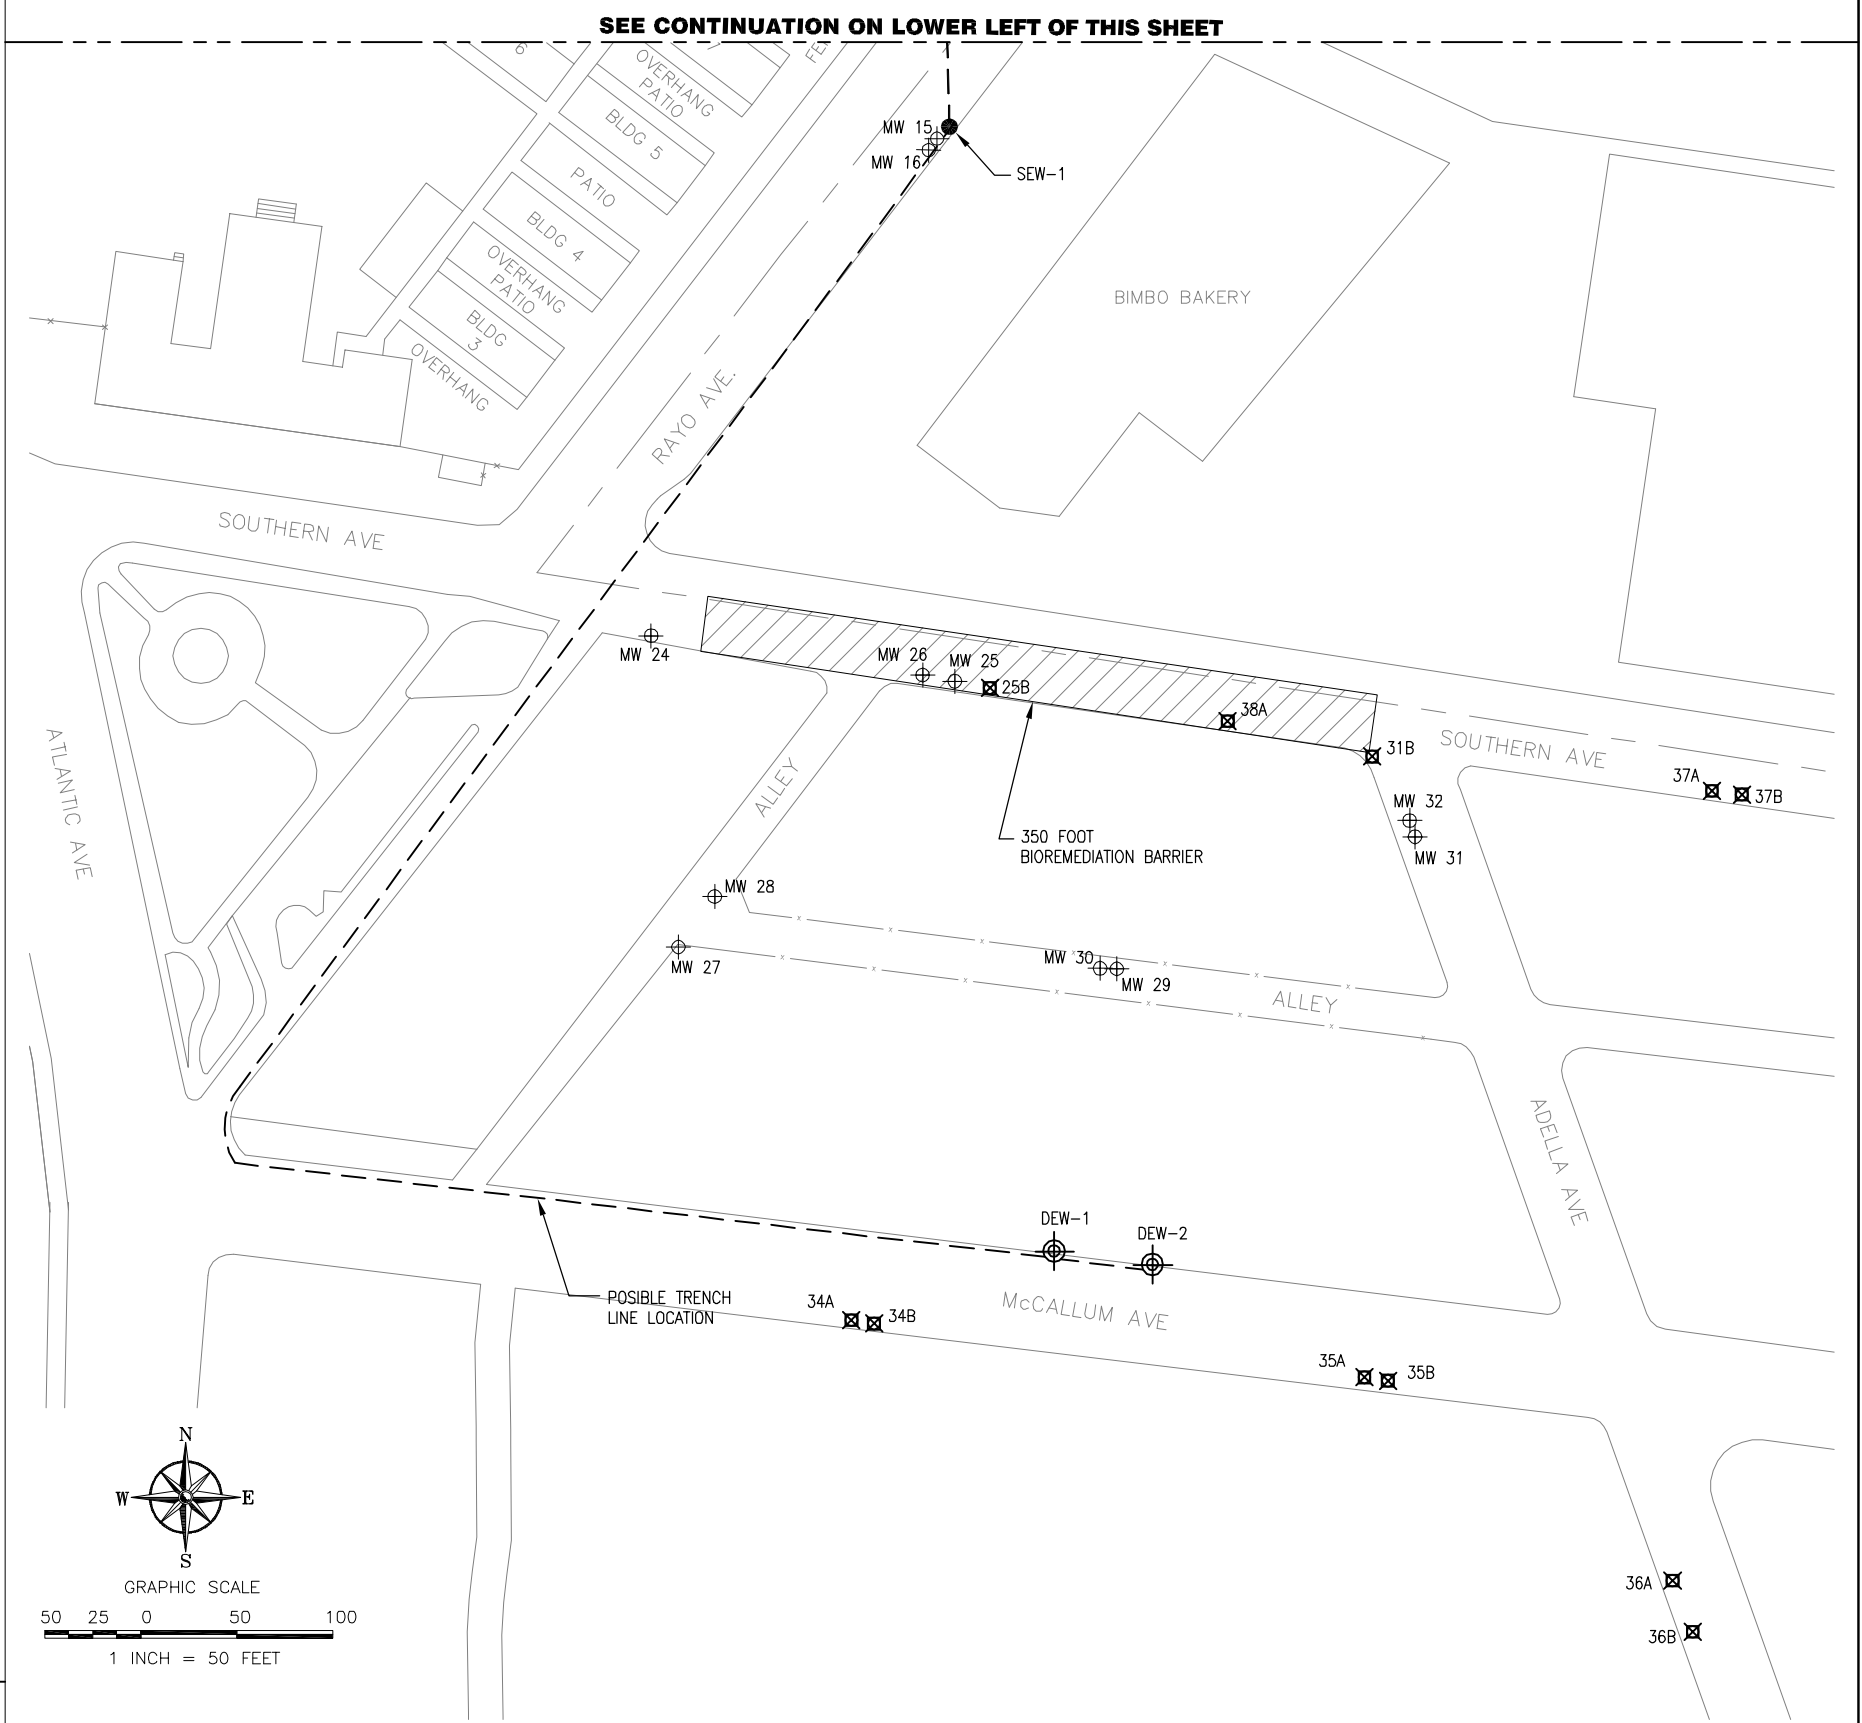 SEE CONTINUATION ON LOWER LEFT OF THIS SHEET
6
OVERHANG
PATIO
BLDG 5
PATIO
BLDG 4
OVERHANG
PATIO
BLDG
3
OVERHANG
MW 15
MW 16
SEW-1
BIMBO BAKERY
RAYO AVE.
SOUTHERN AVE
MW 24
MW 26
MW 25
25B
38A
31B
SOUTHERN AVE
37A
37B
ATLANTIC AVE
ALLEY
MW 32
MW 31
350 FOOT
BIOREMEDIATION BARRIER
MW 28
MW 27
MW 30
MW 29
ALLEY
ADELLA AVE
DEW-1
DEW-2
POSIBLE TRENCH
LINE LOCATION
34A
34B
McCALLUM AVE
35A
35B
36A
36B
N
W
E
S
GRAPHIC SCALE
50 25 0 50 100
1 INCH = 50 FEET